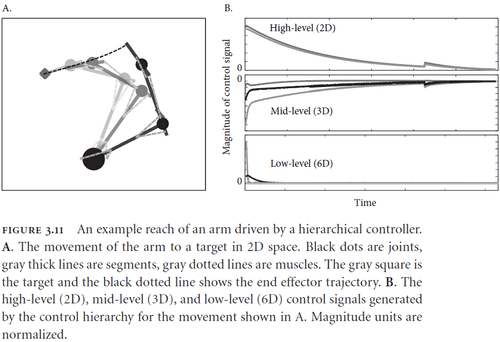 A.
B.
High-level (2D)
0
0
Mid-level (3D)
Low-level (6D)
0
Magnitude of control signal
Time
FIGURE 3.11 An example reach of an arm driven by a hierarchical controller.
A. The movement of the arm to a target in 2D space. Black dots are joints,
gray thick lines are segments, gray dotted lines are muscles. The gray square is
the target and the black dotted line shows the end effector trajectory. B. The
high-level (2D), mid-level (3D), and low-level (6D) control signals generated
by the control hierarchy for the movement shown in A. Magnitude units are
normalized.